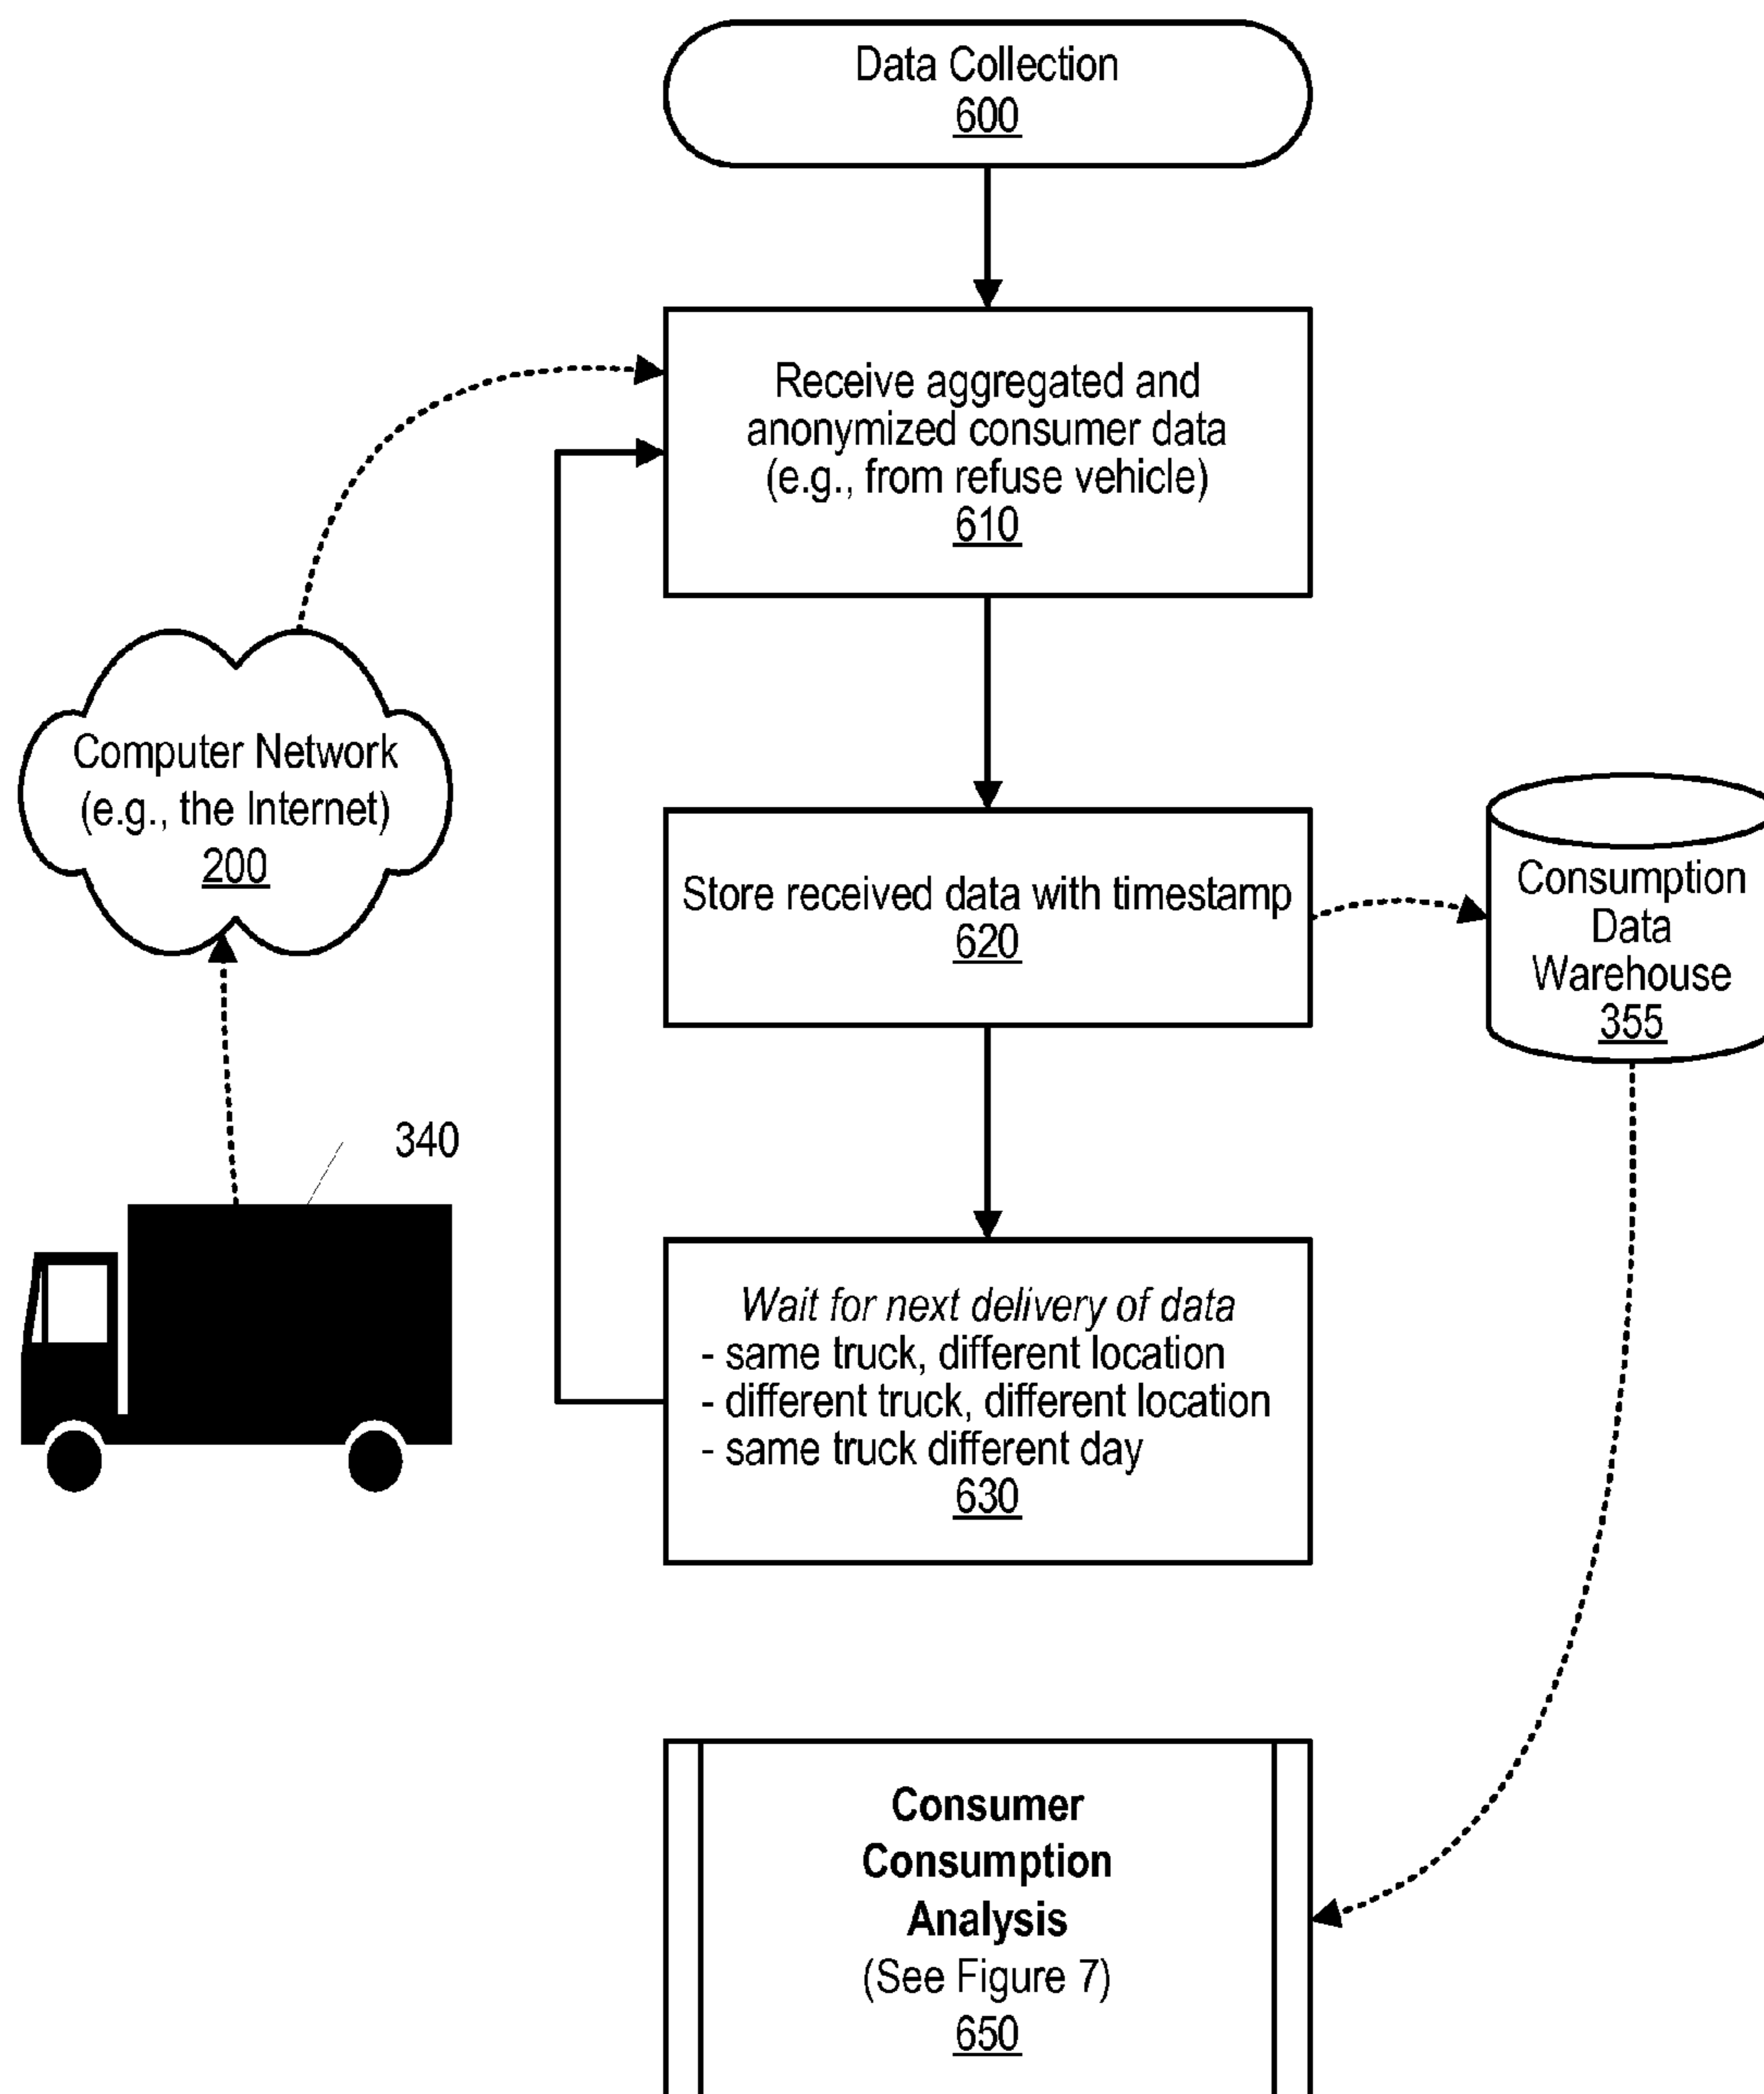 Data Collection
600
Receive aggregated and
anonymized consumer data
(e.g., from refuse vehicle)
610
Computer Network
(e.g., the Internet)
200
Store received data with timestamp
620
Consumption
Data
Warehouse
355
340
Wait for next delivery of data
- same truck, different location
- different truck, different location
- same truck different day
630
Consumer
Consumption
Analysis
(See Figure 7)
650